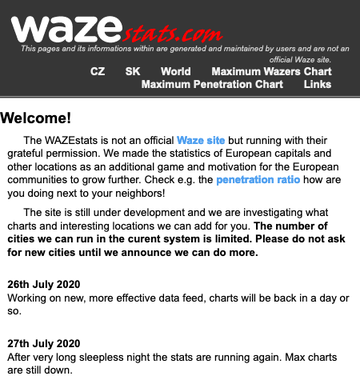 waze stats.com
This pages and its informations within are generated and maintained by users and are not an
official Waze site.
CZ SK World Maximum Wazers Chart
Maximum Penetration Chart Links
Welcome!
The WAZEstats is not an official Waze site but running with their
grateful permission. We made the statistics of European capitals and
other locations as an additional game and motivation for the European
communities to grow further. Check e.g. the penetration ratio how are
you doing next to your neighbors!
The site is still under development and we are investigating what
charts and interesting locations we can add for you. The number of
cities we can run in the curent system is limited. Please do not ask
for new cities until we announce we can do more.
26th July 2020
Working on new, more effective data feed, charts will be back in a day or
so.
27th July 2020
After very long sleepless night the stats are running again. Max charts
are still down.